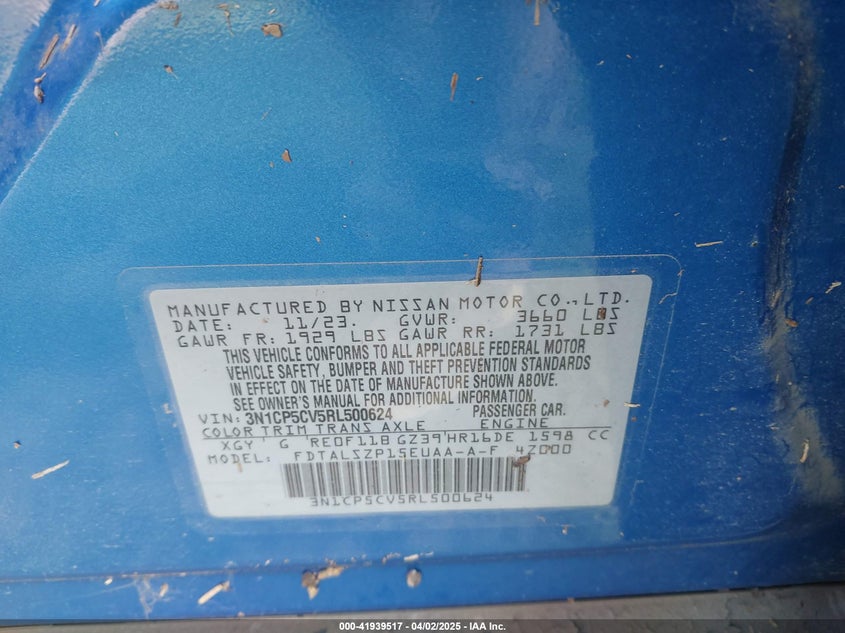 MANUFACTURED BY NISSAN MOTOR CO.,LTD.
DATE: 11/23. GVWR: 3660 LBS
GAWR FR: 1929 LBS GAWR RR: 1731 LBS
THIS VEHICLE CONFORMS TO ALL APPLICABLE FEDERAL MOTOR
VEHICLE SAFETY, BUMPER AND THEFT PREVENTION STANDARDS
IN EFFECT ON THE DATE OF MANUFACTURE SHOWN ABOVE.
SEE OWNER'S MANUAL FOR ADDITIONAL INFORMATION.
VIN: 3N1CP5CV5RL500624 PASSENGER CAR.
COLOR TRIM TRANS AXLE ENGINE
XGY ' G 'RE0F11B GZ39'HR16DE 1598 CC
MODEL: FDTALSZP15EUAA-A-F 4Z000
3N1CP5CV5RL500624
000-41939517 | 04/02/2025 - IAA Inc.